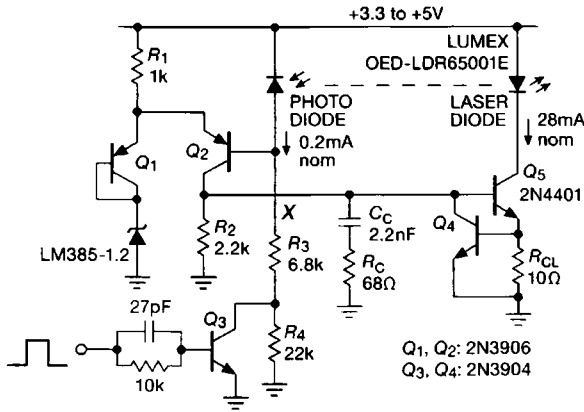 +3.3 to +5V
LUMEX
OED-LDR65001E
R1
1k
PHOTO
DIODE
LASER
DIODE
0.2mA
nom
28mA
nom
Q1
Q2
Q5
2N4401
X
CC
2.2nF
Q4
R2
2.2k
R3
6.8k
LM385-1.2
RC
68Ω
RCL
10Ω
27pF
Q3
R4
22k
10k
Q1, Q2: 2N3906
Q3, Q4: 2N3904